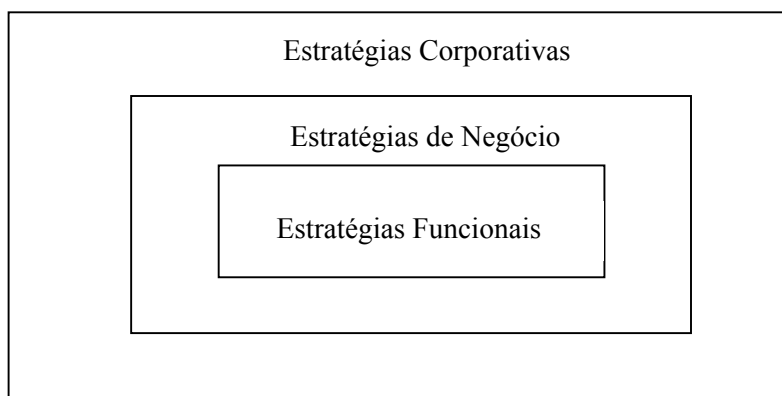 Estratégias Corporativas
Estratégias de Negócio
Estratégias Funcionais